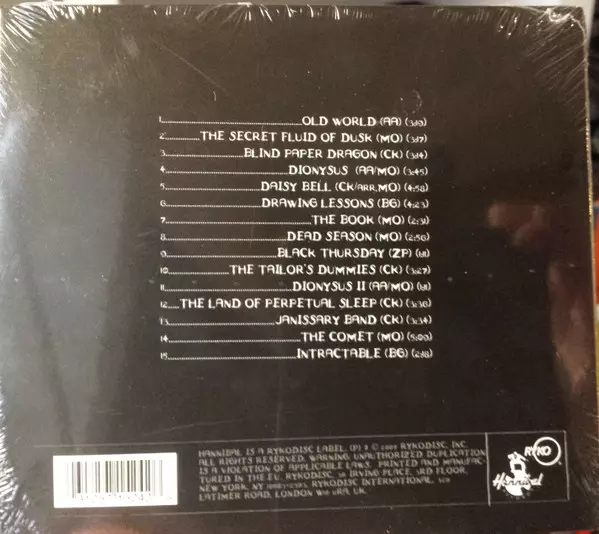 1 OLD WORLD (AA) (3:13)
2 THE SECRET FLUID OF DUSK (MO) (3:17)
3 BLIND PAPER DRAGON (CK) (3:14)
4 DIONYSUS (AA/MO) (3:45)
5 DAISY BELL (CK/ARR.MO) (4:58)
6 DRAWING LESSONS (BG) (4:23)
7 THE BOOK (MO) (2:31)
8 DEAD SEASON (MO) (2:56)
9 BLACK THURSDAY (ZP)
10 THE TAILOR'S DUMMIES (CK) (3:27)
11 DIONYSUS II (AA/MO)
12 THE LAND OF PERPETUAL SLEEP (CK) (3:36)
13 JANISSARY BAND (CK) (3:34)
14 THE COMET (MO) (5:00)
15 INTRACTABLE (BG) (2:18)
HANNIBAL IS A RYKODISC LABEL. (P) & © RYKODISC, INC.
ALL RIGHTS RESERVED. WARNING: UNAUTHORIZED DUPLICATION
IS A VIOLATION OF APPLICABLE LAWS. PRINTED AND MANUFAC-
TURED IN THE EU. RYKODISC, 30 IRVING PLACE, 3RD FLOOR,
NEW YORK, NY RYKODISC INTERNATIONAL,
LATIMER ROAD, LONDON W10 6RA, UK
RYKO
Hannibal